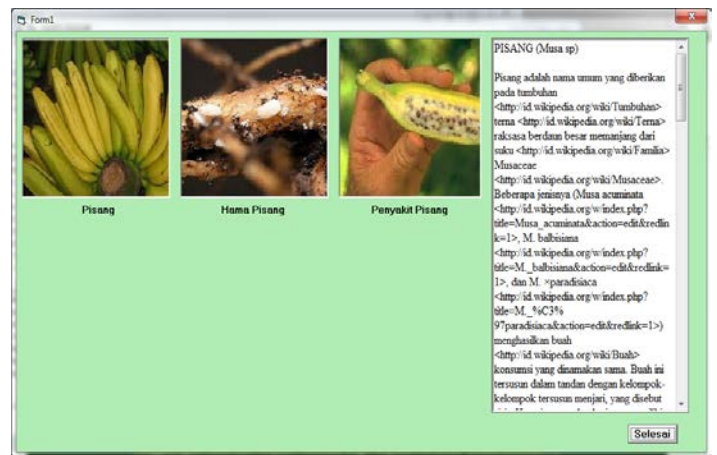 Form1
Pisang
Hama Pisang
Penyakit Pisang
PISANG (Musa sp)
Pisang adalah nama umum yang diberikan
pada tumbuhan
<http://id.wikipedia.org/wiki/Tumbuhan>
terna <http://id.wikipedia.org/wiki/Terna>
raksasa berdaun besar memanjang dari
suku <http://id.wikipedia.org/wiki/Familia>
Musaceae
<http://id.wikipedia.org/wiki/Musaceae>.
Beberapa jenisnya (Musa acuminata
<http://id.wikipedia.org/w/index.php?
title=Musa_acuminata&action=edit&redlin
k=1>, M. balbisiana
<http://id.wikipedia.org/w/index.php?
title=M._balbisiana&action=edit&redlink=
1>, dan M. ×paradisiaca
<http://id.wikipedia.org/w/index.php?
title=M._%C3%
97paradisiaca&action=edit&redlink=1>)
menghasilkan buah
<http://id.wikipedia.org/wiki/Buah>
konsumsi yang dinamakan sama. Buah ini
tersusun dalam tandan dengan kelompok-
kelompok tersusun menjari, yang disebut
Selesai